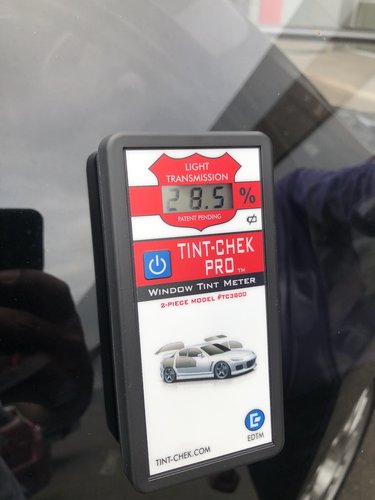 LIGHT
TRANSMISSION
28.5 %
PATENT PENDING
TINT-CHEK
PRO ™
WINDOW TINT METER
2-PIECE MODEL #TC3800
TINT-CHEK.COM
EDTM